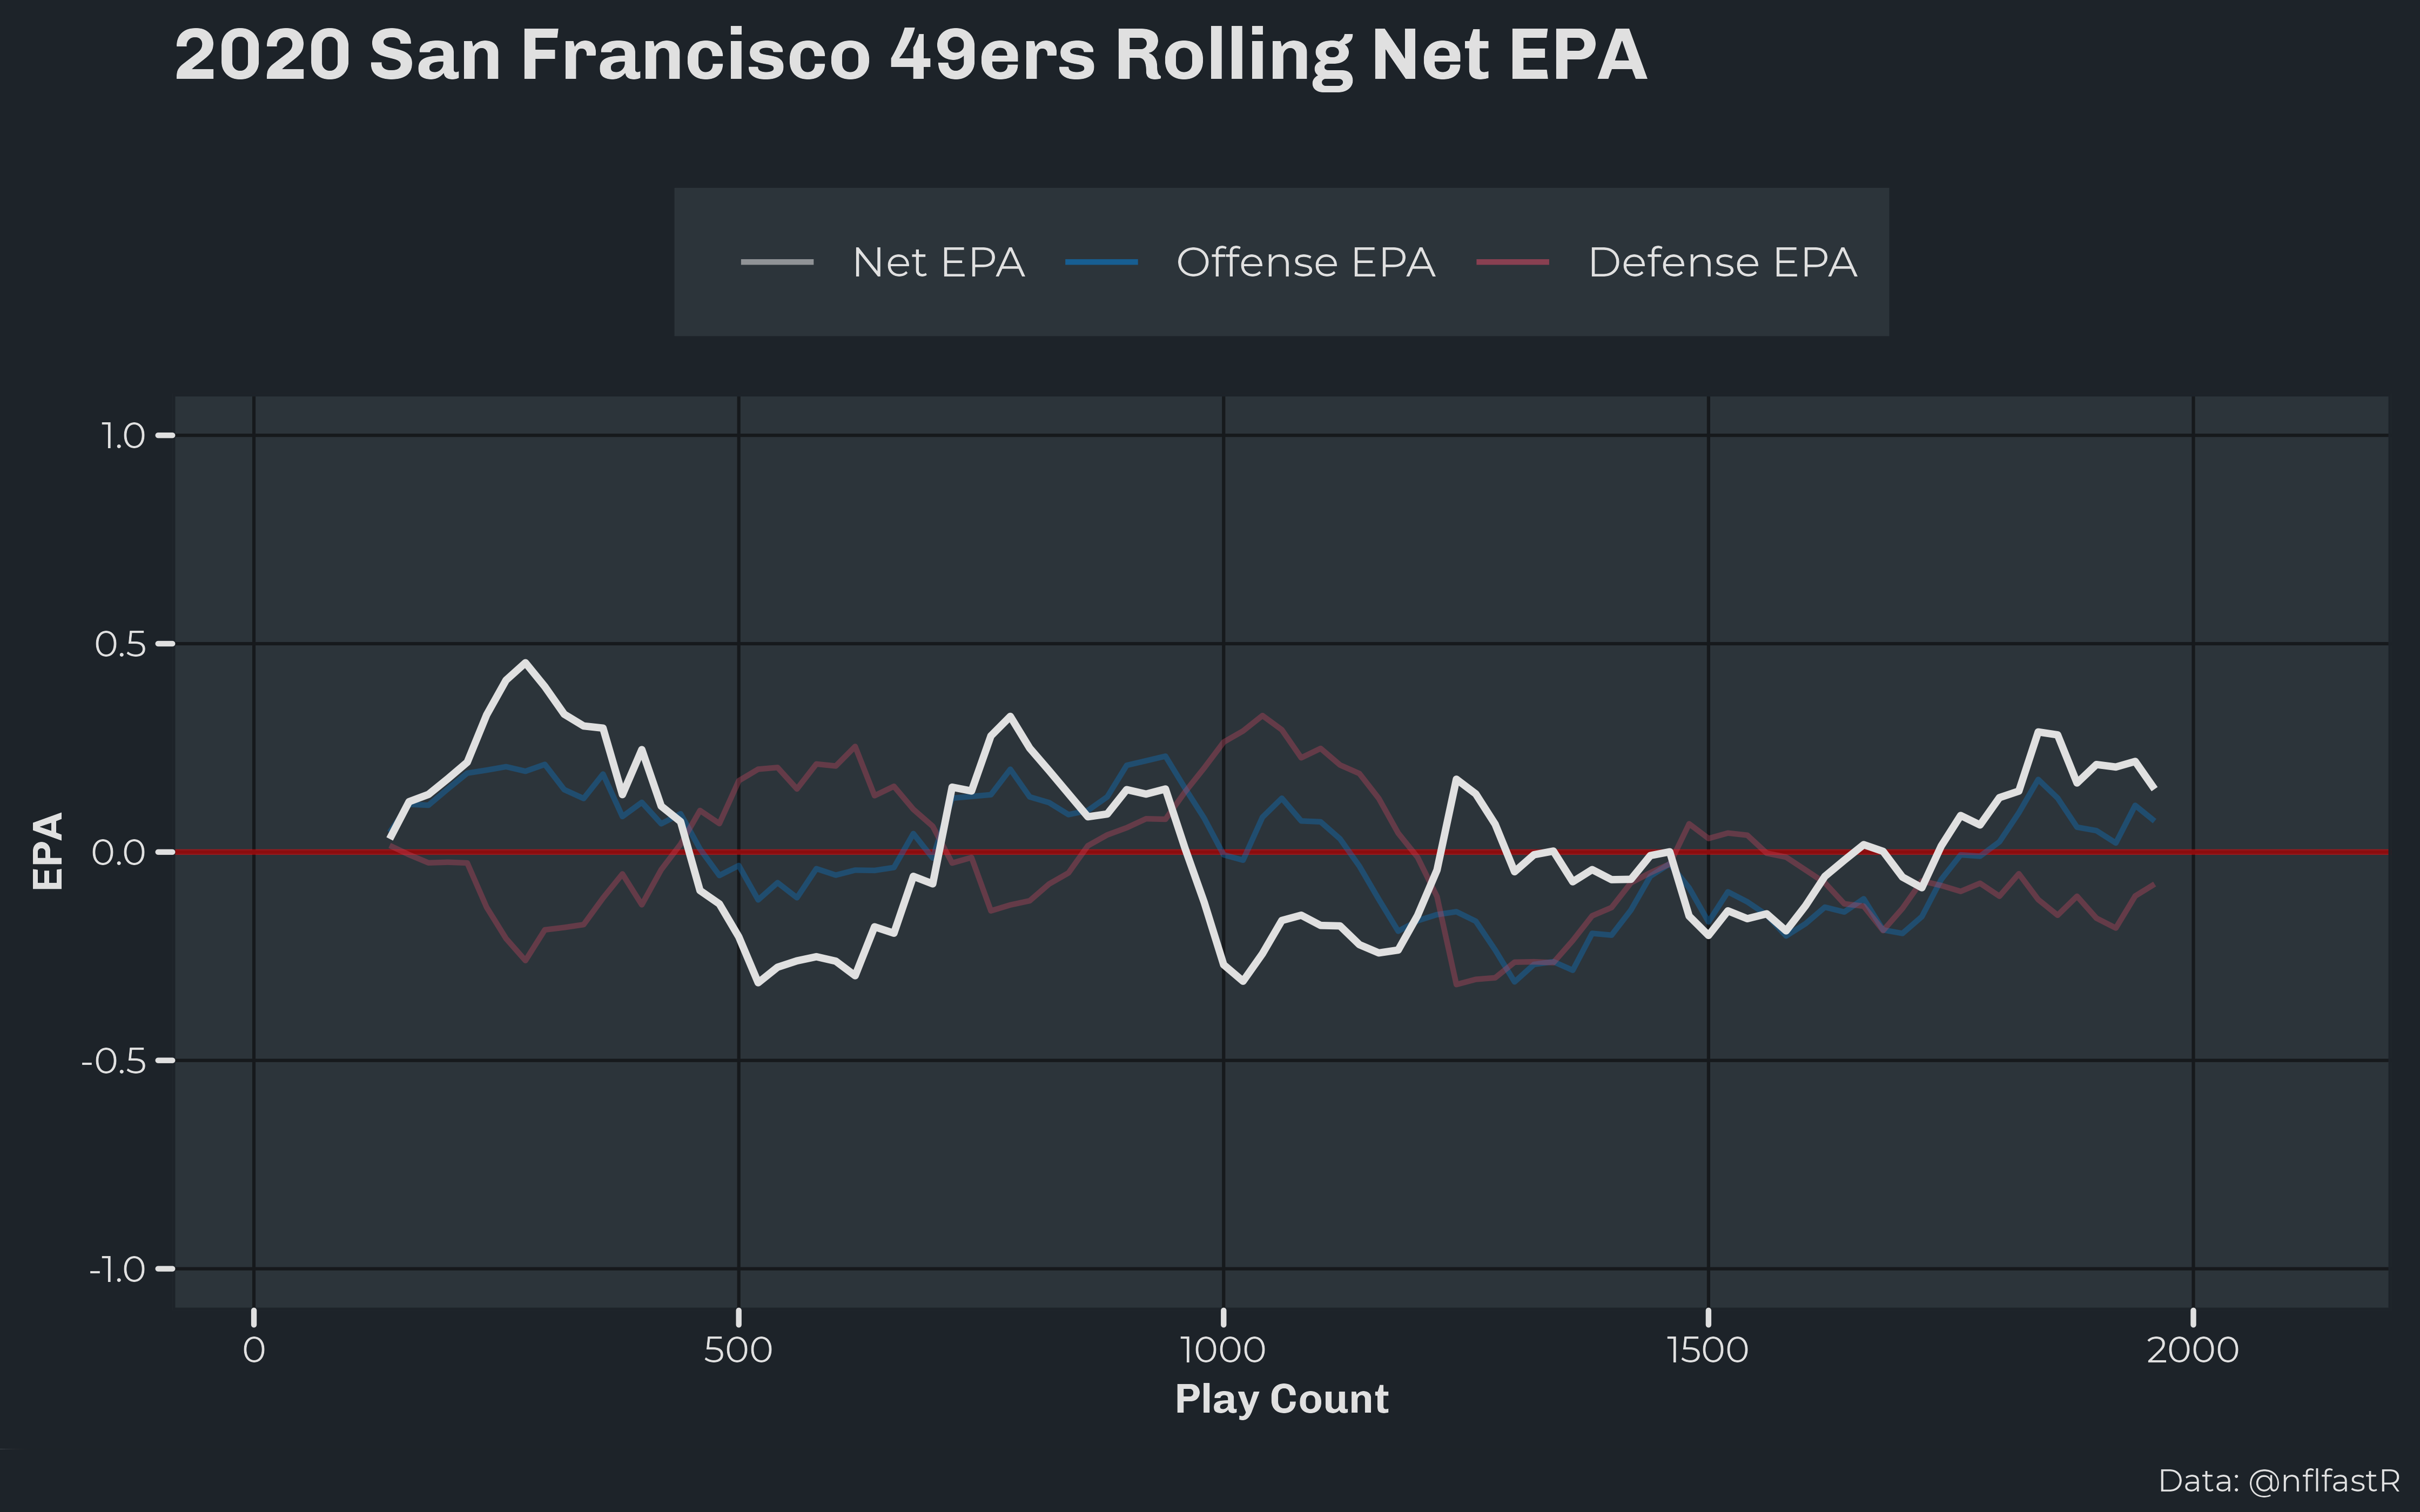 2020 San Francisco 49ers Rolling Net EPA
Net EPA Offense EPA Defense EPA
1.0
0.5
0.0
-0.5
-1.0
EPA
0 500 1000 1500 2000
Play Count
Data: @nflfastR